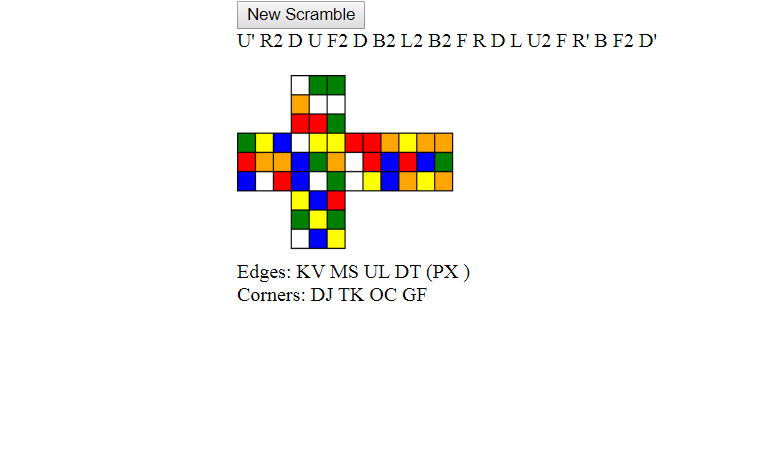 New Scramble
U' R2 D U F2 D B2 L2 B2 F R D L U2 F R' B F2 D'
Edges: KV MS UL DT (PX )
Corners: DJ TK OC GF